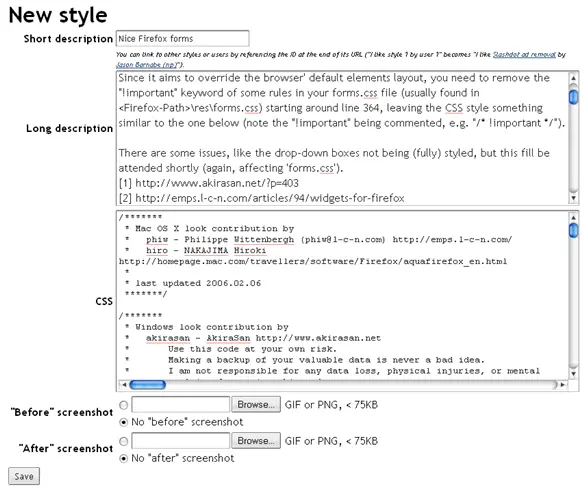 New style
Short description Nice Firefox forms
You can link to other styles or users by referencing the ID at the end of its URL ("I like style 1 by user 1" becomes "I like Slashdot ad removal by
Jason Barnabe (np)").
Since it aims to override the browser' default elements layout, you need to remove the
"!important" keyword of some rules in your forms.css file (usually found in
<Firefox-Path>\res\forms.css) starting around line 364, leaving the CSS style something
Long description similar to the one below (note the "!important" being commented, e.g. "/* !important */").
There are some issues, like the drop-down boxes not being (fully) styled, but this fill be
attended shortly (again, affecting 'forms.css').
[1] http://www.akirasan.net/?p=403
[2] http://emps.l-c-n.com/articles/94/widgets-for-firefox
/*******
* Mac OS X look contribution by
* phiw - Philippe Wittenbergh (phiw@l-c-n.com) http://emps.l-c-n.com/
* hiro - NAKAJIMA Hiroki
http://homepage.mac.com/travellers/software/Firefox/aquafirefox_en.html
*
* last updated 2006.02.06
CSS *******/
/*******
* Windows look contribution by
* akirasan - AkiraSan http://www.akirasan.net
* Use this code at your own risk.
* Making a backup of your valuable data is never a bad idea.
* I am not responsible for any data loss, physical injuries, or mental
"Before" screenshot Browse... GIF or PNG, < 75KB
No "before" screenshot
"After" screenshot Browse... GIF or PNG, < 75KB
No "after" screenshot
Save